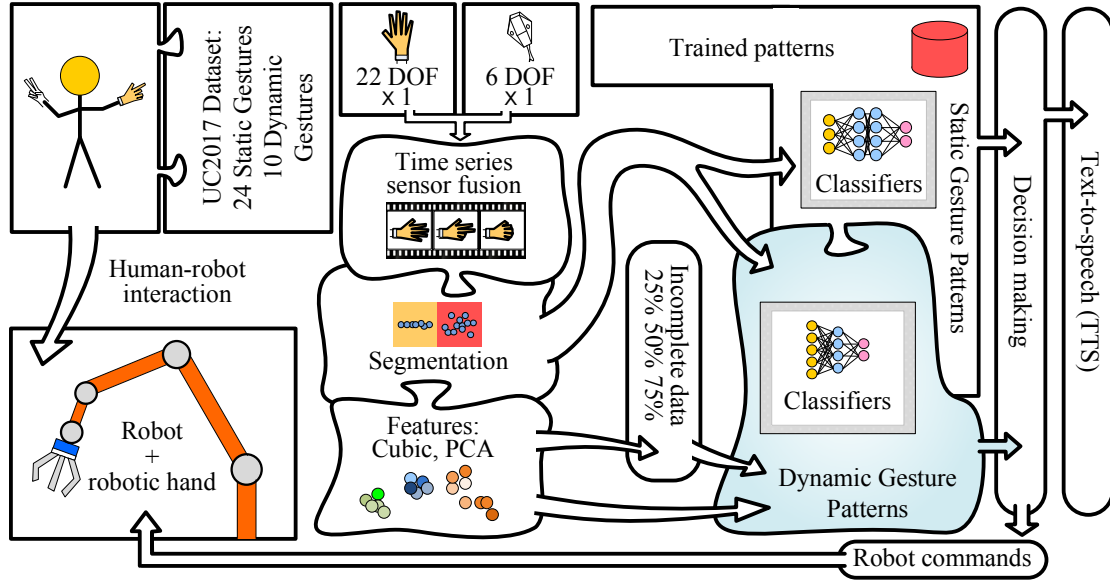 UC2017 Dataset:
24 Static Gestures
10 Dynamic
Gestures
22 DOF
x 1
6 DOF
x 1
Trained patterns
Time series
sensor fusion
Classifiers
Static Gesture Patterns
Decision making
Text-to-speech (TTS)
Human-robot
interaction
Segmentation
Incomplete data
25% 50% 75%
Classifiers
Features:
Cubic, PCA
Robot
+
robotic hand
Dynamic Gesture
Patterns
Robot commands